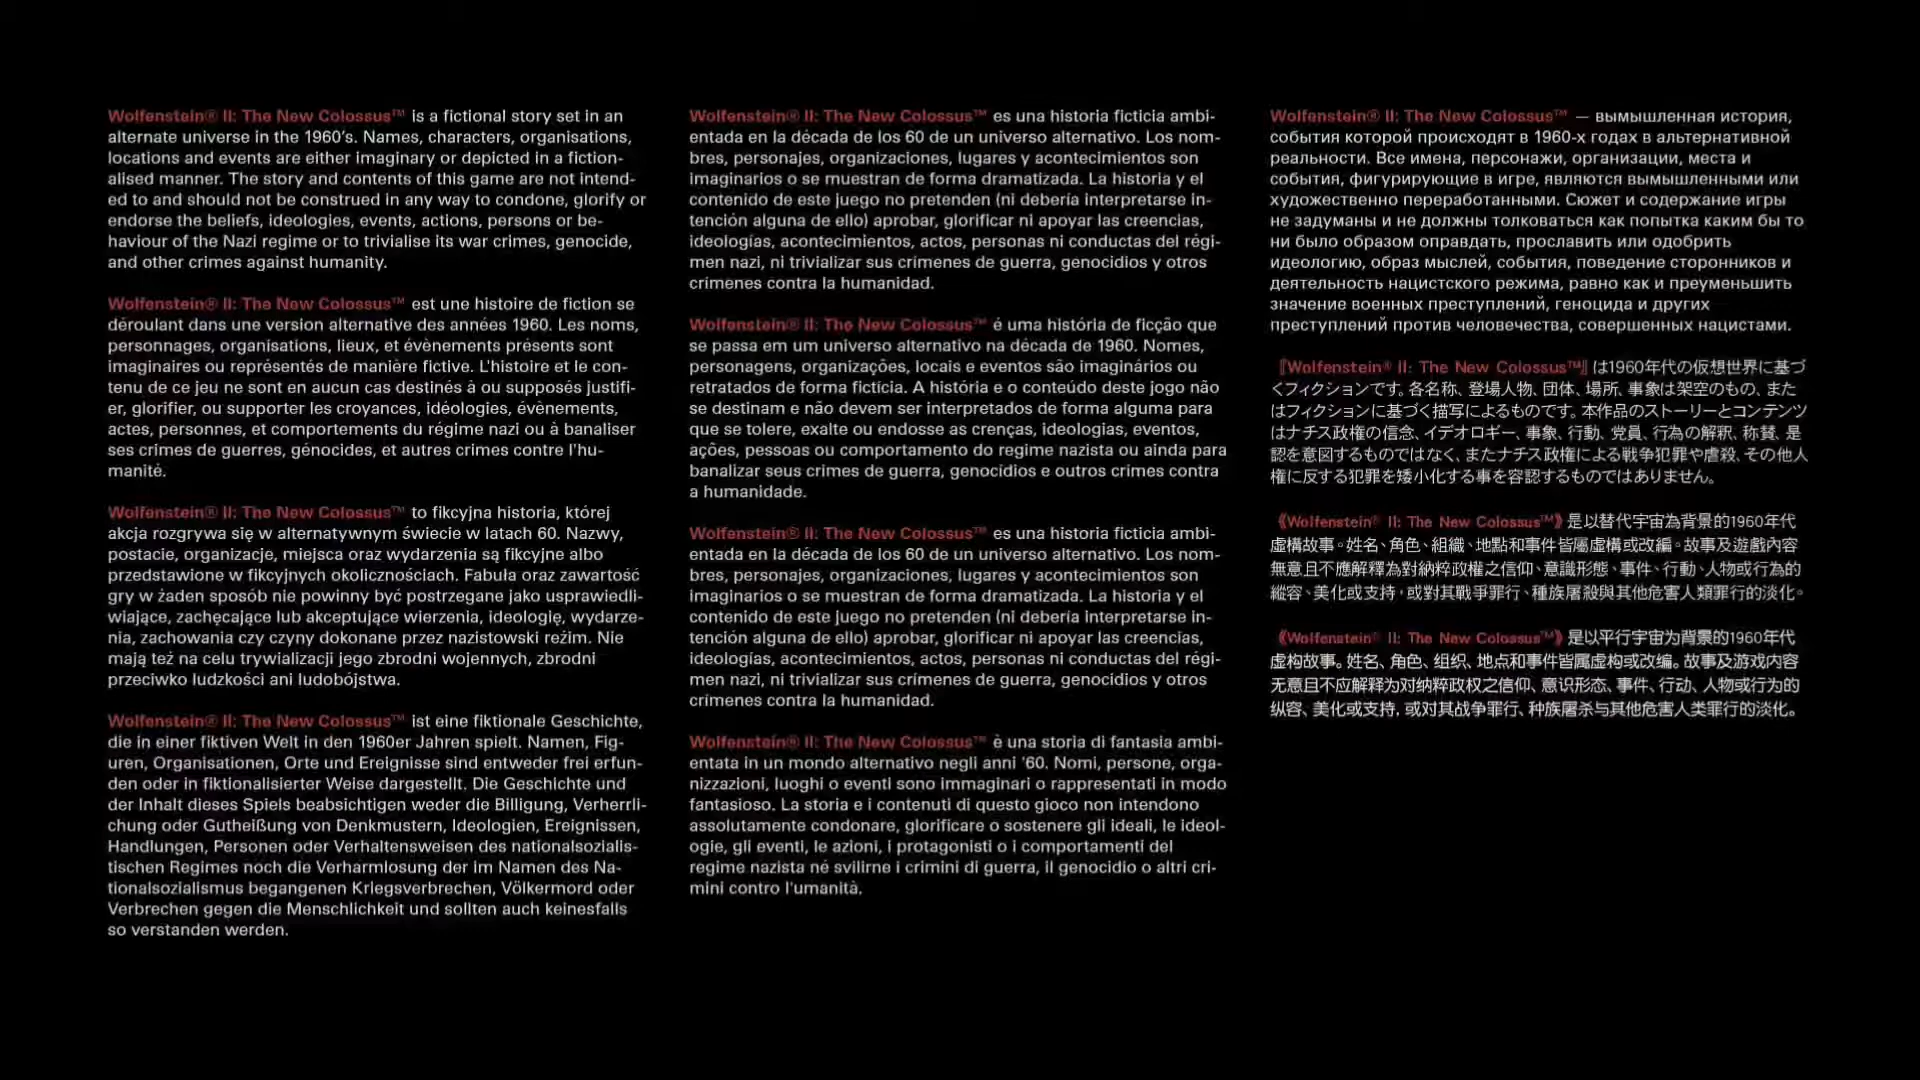 Wolfenstein® II: The New Colossus™ is a fictional story set in an
alternate universe in the 1960's. Names, characters, organisations,
locations and events are either imaginary or depicted in a fiction-
alised manner. The story and contents of this game are not intend-
ed to and should not be construed in any way to condone, glorify or
endorse the beliefs, ideologies, events, actions, persons or be-
haviour of the Nazi regime or to trivialise its war crimes, genocide,
and other crimes against humanity.
Wolfenstein® II: The New Colossus™ est une histoire de fiction se
déroulant dans une version alternative des années 1960. Les noms,
personnages, organisations, lieux, et évènements présents sont
imaginaires ou représentés de manière fictive. L'histoire et le con-
tenu de ce jeu ne sont en aucun cas destinés à ou supposés justifi-
er, glorifier, ou supporter les croyances, idéologies, évènements,
actes, personnes, et comportements du régime nazi ou à banaliser
ses crimes de guerres, génocides, et autres crimes contre l'hu-
manité.
Wolfenstein® II: The New Colossus™ to fikcyjna historia, której
akcja rozgrywa się w alternatywnym świecie w latach 60. Nazwy,
postacie, organizacje, miejsca oraz wydarzenia są fikcyjne albo
przedstawione w fikcyjnych okolicznościach. Fabuła oraz zawartość
gry w żaden sposób nie powinny być postrzegane jako usprawiedli-
wiające, zachęcające lub akceptujące wierzenia, ideologię, wydarze-
nia, zachowania czy czyny dokonane przez nazistowski reżim. Nie
mają też na celu trywializacji jego zbrodni wojennych, zbrodni
przeciwko ludzkości ani ludobójstwa.
Wolfenstein® II: The New Colossus™ ist eine fiktionale Geschichte,
die in einer fiktiven Welt in den 1960er Jahren spielt. Namen, Fig-
uren, Organisationen, Orte und Ereignisse sind entweder frei erfun-
den oder in fiktionalisierter Weise dargestellt. Die Geschichte und
der Inhalt dieses Spiels beabsichtigen weder die Billigung, Verherrli-
chung oder Gutheißung von Denkmustern, Ideologien, Ereignissen,
Handlungen, Personen oder Verhaltensweisen des nationalsozialis-
tischen Regimes noch die Verharmlosung der im Namen des Na-
tionalsozialismus begangenen Kriegsverbrechen, Völkermord oder
Verbrechen gegen die Menschlichkeit und sollten auch keinesfalls
so verstanden werden.
Wolfenstein® II: The New Colossus™ es una historia ficticia ambi-
entada en la década de los 60 de un universo alternativo. Los nom-
bres, personajes, organizaciones, lugares y acontecimientos son
imaginarios o se muestran de forma dramatizada. La historia y el
contenido de este juego no pretenden (ni debería interpretarse in-
tención alguna de ello) aprobar, glorificar ni apoyar las creencias,
ideologías, acontecimientos, actos, personas ni conductas del régi-
men nazi, ni trivializar sus crímenes de guerra, genocidios y otros
crímenes contra la humanidad.
Wolfenstein® II: The New Colossus™ é uma história de ficção que
se passa em um universo alternativo na década de 1960. Nomes,
personagens, organizações, locais e eventos são imaginários ou
retratados de forma fictícia. A história e o conteúdo deste jogo não
se destinam e não devem ser interpretados de forma alguma para
que se tolere, exalte ou endosse as crenças, ideologias, eventos,
ações, pessoas ou comportamento do regime nazista ou ainda para
banalizar seus crimes de guerra, genocídios e outros crimes contra
a humanidade.
Wolfenstein® II: The New Colossus™ es una historia ficticia ambi-
entada en la década de los 60 de un universo alternativo. Los nom-
bres, personajes, organizaciones, lugares y acontecimientos son
imaginarios o se muestran de forma dramatizada. La historia y el
contenido de este juego no pretenden (ni debería interpretarse in-
tención alguna de ello) aprobar, glorificar ni apoyar las creencias,
ideologías, acontecimientos, actos, personas ni conductas del régi-
men nazi, ni trivializar sus crímenes de guerra, genocidios y otros
crímenes contra la humanidad.
Wolfenstein® II: The New Colossus™ è una storia di fantasia ambi-
entata in un mondo alternativo negli anni '60. Nomi, persone, orga-
nizzazioni, luoghi o eventi sono immaginari o rappresentati in modo
fantasioso. La storia e i contenuti di questo gioco non intendono
assolutamente condonare, glorificare o sostenere gli ideali, le ideol-
ogie, gli eventi, le azioni, i protagonisti o i comportamenti del
regime nazista né svilirne i crimini di guerra, il genocidio o altri cri-
mini contro l'umanità.
Wolfenstein® II: The New Colossus™ — вымышленная история,
события которой происходят в 1960-х годах в альтернативной
реальности. Все имена, персонажи, организации, места и
события, фигурирующие в игре, являются вымышленными или
художественно переработанными. Сюжет и содержание игры
не задуманы и не должны толковаться как попытка каким бы то
ни было образом оправдать, прославить или одобрить
идеологию, образ мыслей, события, поведение сторонников и
деятельность нацистского режима, равно как и преуменьшить
значение военных преступлений, геноцида и других
преступлений против человечества, совершенных нацистами.
『Wolfenstein® II: The New Colossus™』は1960年代の仮想世界に基づ
くフィクションです。各名称、登場人物、団体、場所、事象は架空のもの、また
はフィクションに基づく描写によるものです。本作品のストーリーとコンテンツ
はナチス政権の信念、イデオロギー、事象、行動、党員、行為の解釈、称賛、是
認を意図するものではなく、またナチス政権による戦争犯罪や虐殺、その他人
権に反する犯罪を矮小化する事を容認するものではありません。
《Wolfenstein® II: The New Colossus™》是以替代宇宙為背景的1960年代
虛構故事。姓名、角色、組織、地點和事件皆屬虛構或改編。故事及遊戲內容
無意且不應解釋為對納粹政權之信仰、意識形態、事件、行動、人物或行為的
縱容、美化或支持，或對其戰爭罪行、種族屠殺與其他危害人類罪行的淡化。
《Wolfenstein® II: The New Colossus™》是以平行宇宙为背景的1960年代
虚构故事。姓名、角色、组织、地点和事件皆属虚构或改编。故事及游戏内容
无意且不应解释为对纳粹政权之信仰、意识形态、事件、行动、人物或行为的
纵容、美化或支持，或对其战争罪行、种族屠杀与其他危害人类罪行的淡化。